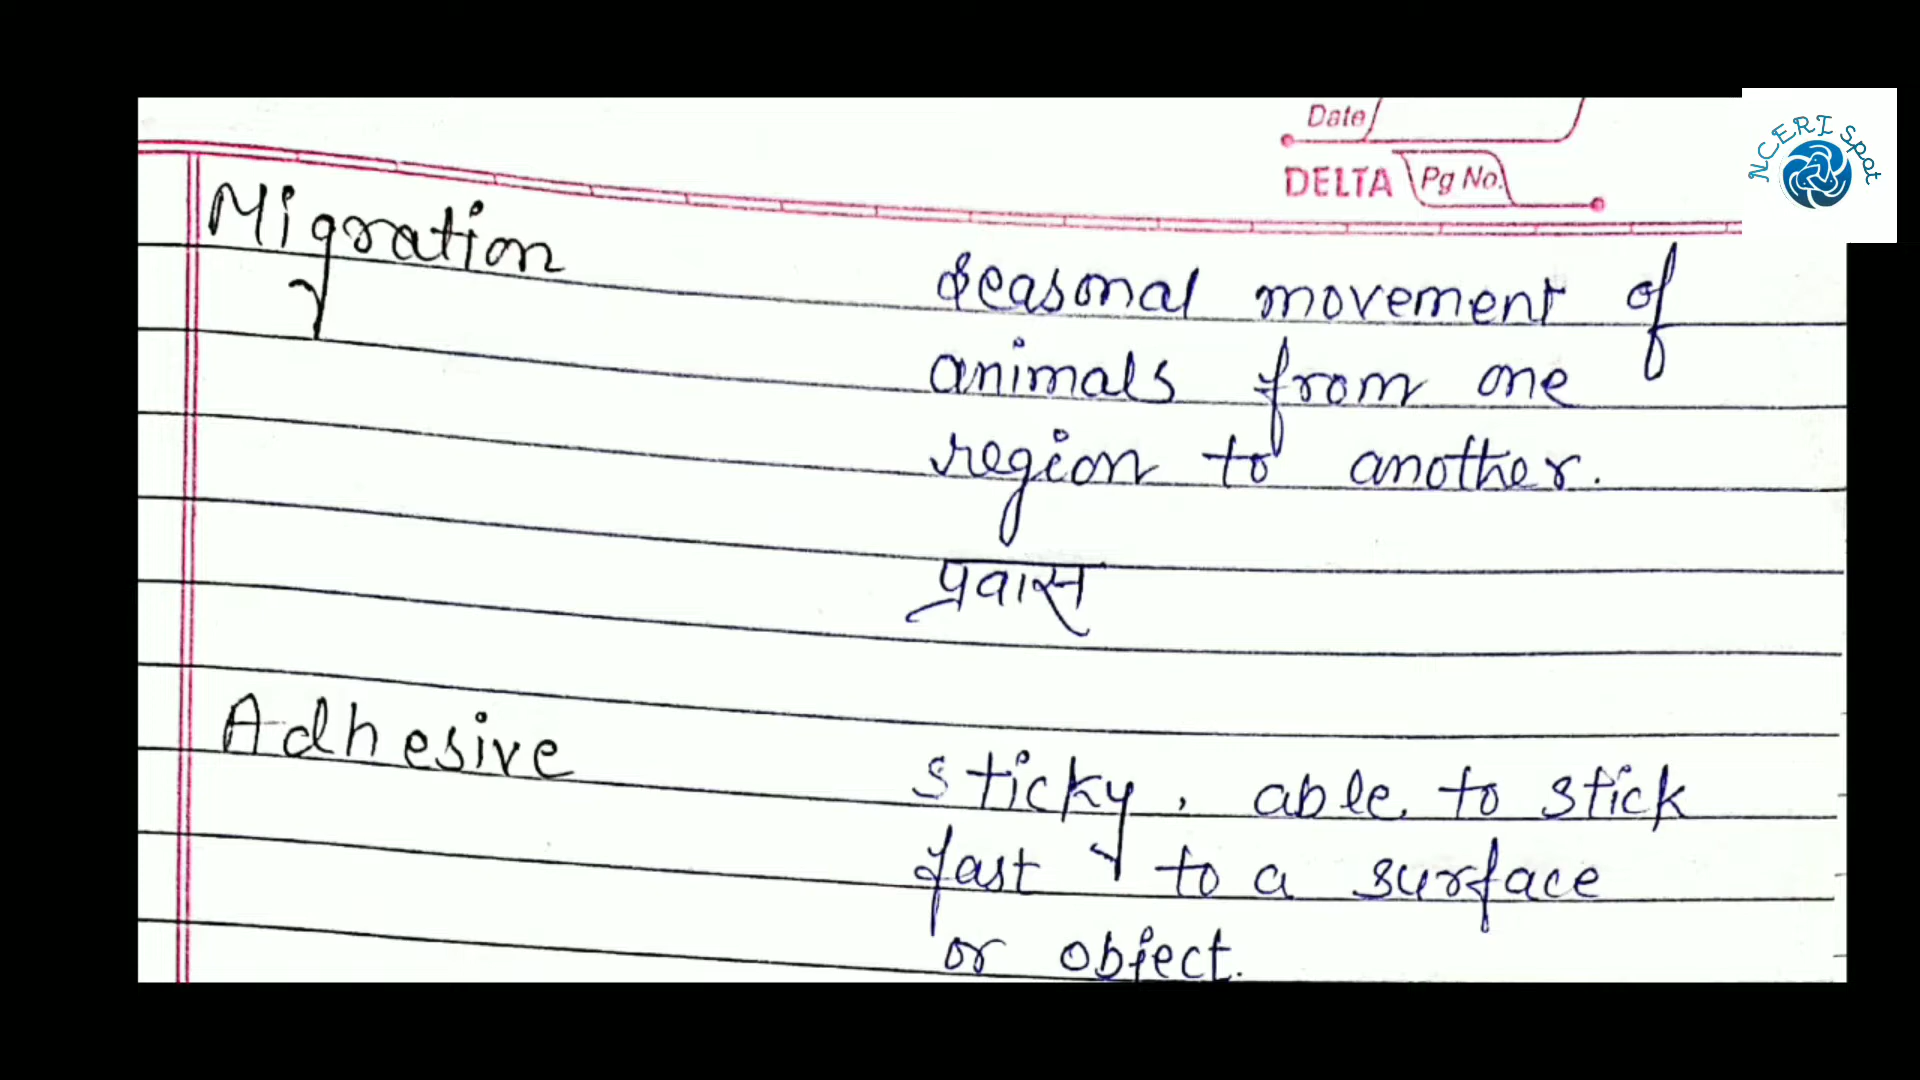 Date
DELTA Pg No.
NCERT Spot
Migration
Seasonal movement of
animals from one
region to another.
प्रवास
Adhesive
sticky, able to stick
fast to a surface
or object.